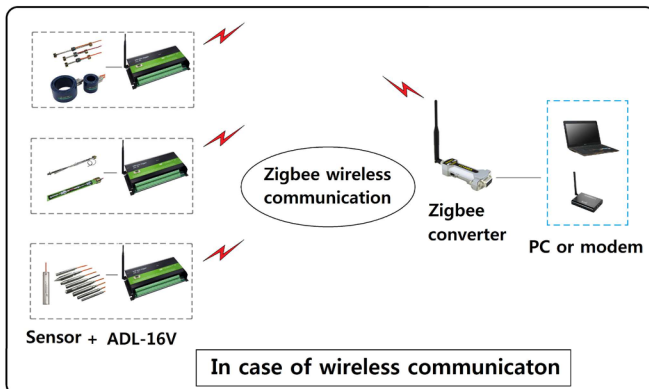 Zigbee wireless
communication
Zigbee
converter
PC or modem
Sensor + ADL-16V
In case of wireless communicaton